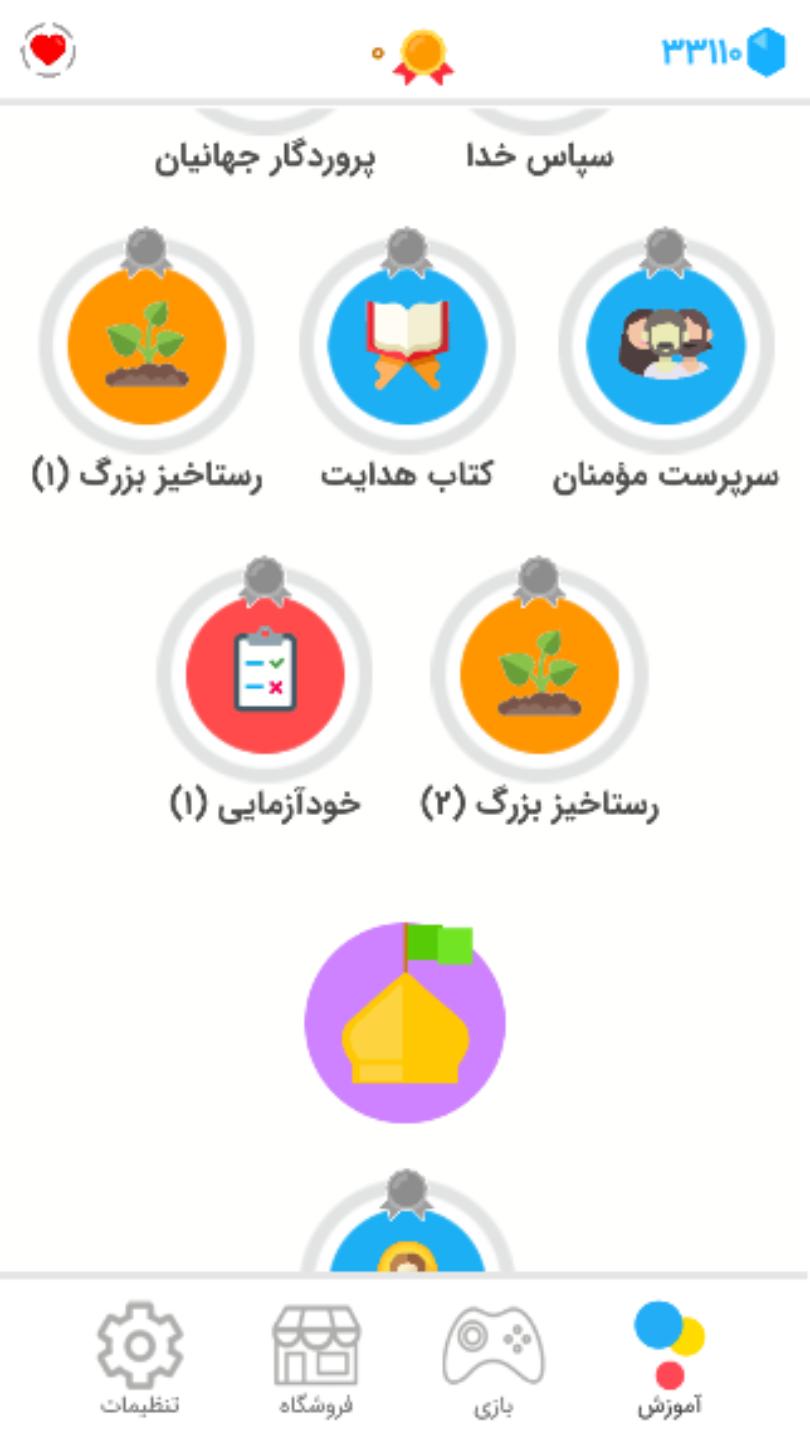 ۳۳۱۱۰
۰
سپاس خدا
پروردگار جهانیان
سرپرست مؤمنان
کتاب هدایت
رستاخیز بزرگ (۱)
رستاخیز بزرگ (۲)
خودآزمایی (۱)
آموزش
بازی
فروشگاه
تنظیمات